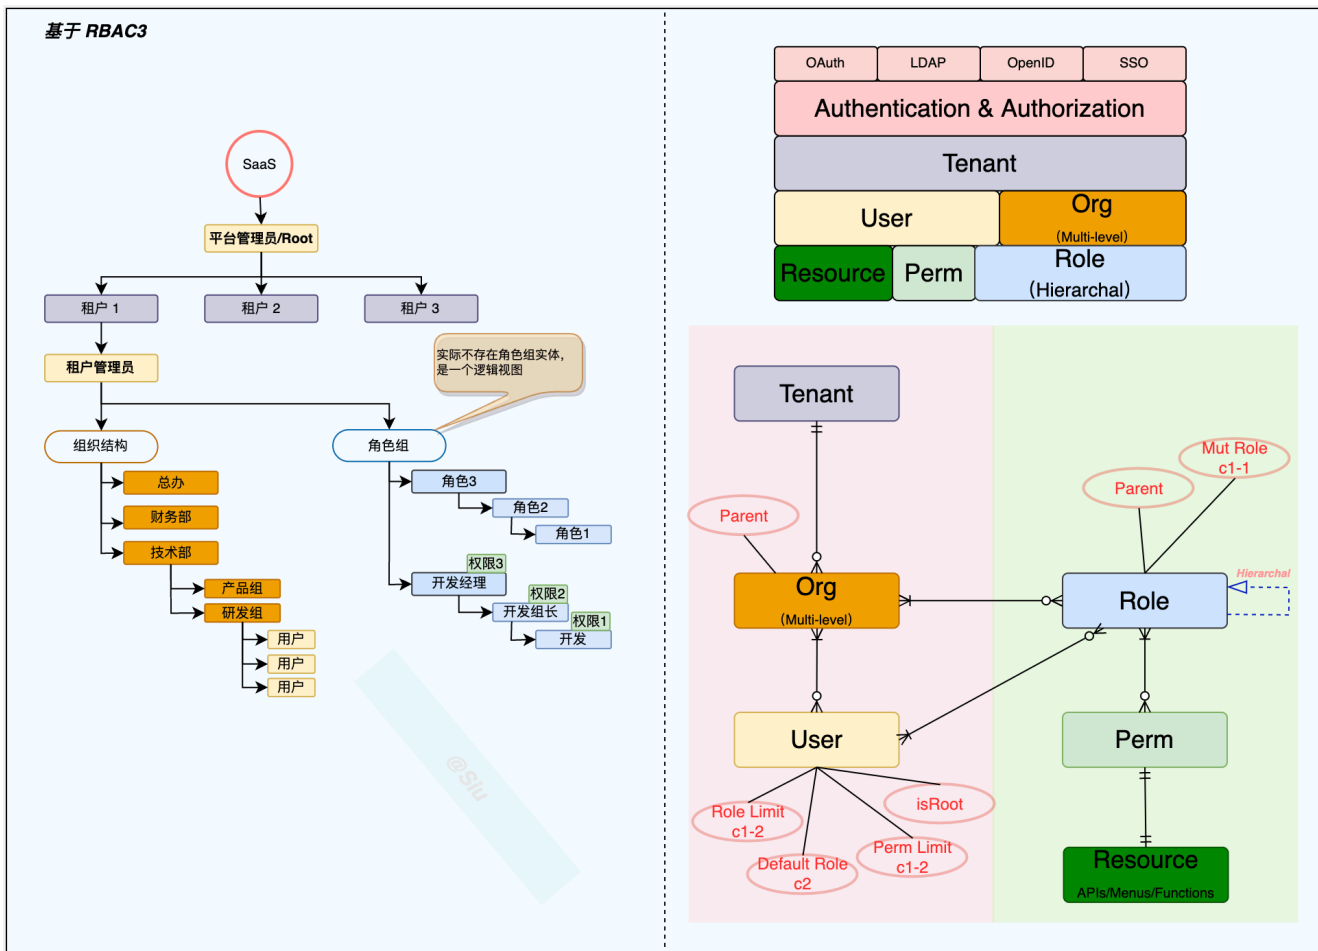 基于 RBAC3
SaaS
平台管理员/Root
租户 1
租户 2
租户 3
租户管理员
实际不存在角色组实体，
是一个逻辑视图
组织结构
角色组
总办
财务部
技术部
产品组
研发组
用户
用户
用户
角色3
角色2
角色1
权限3
开发经理
权限2
开发组长
权限1
开发
@Slu
OAuth
LDAP
OpenID
SSO
Authentication & Authorization
Tenant
User
Org
(Multi-level)
Resource
Perm
Role
（Hierarchal）
Tenant
Parent
Org
(Multi-level)
User
Role Limit
c1-2
Default Role
c2
Perm Limit
c1-2
isRoot
Mut Role
c1-1
Parent
Hierarchal
Role
Perm
Resource
APIs/Menus/Functions